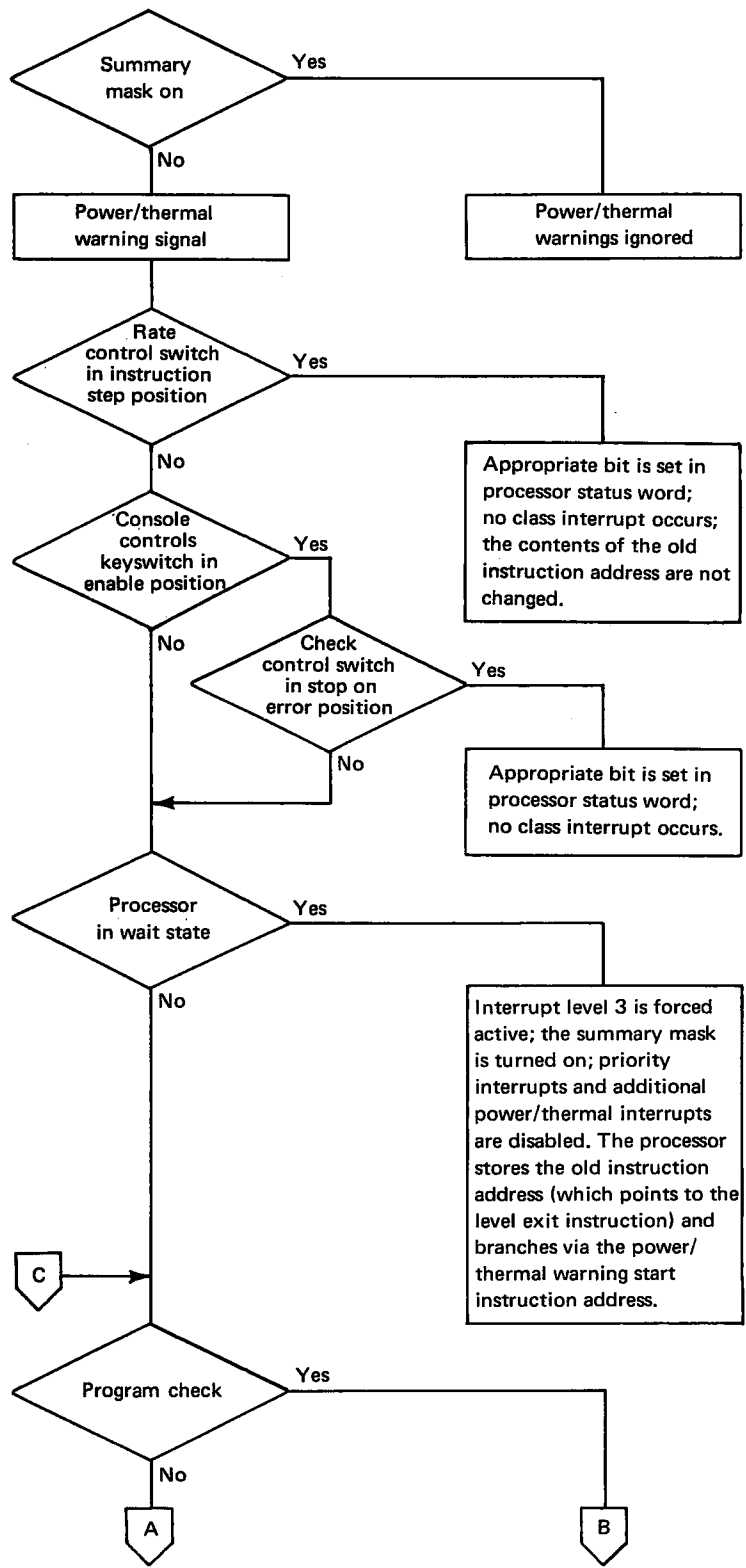 Summary
mask on
Yes
No
Power/thermal
warning signal
Power/thermal
warnings ignored
Rate
control switch
in instruction
step position
Yes
No
Appropriate bit is set in
processor status word;
no class interrupt occurs;
the contents of the old
instruction address are not
changed.
Console
controls
keyswitch in
enable position
Yes
No
Check
control switch
in stop on
error position
Yes
No
Appropriate bit is set in
processor status word;
no class interrupt occurs.
Processor
in wait state
Yes
No
Interrupt level 3 is forced
active; the summary mask
is turned on; priority
interrupts and additional
power/thermal interrupts
are disabled. The processor
stores the old instruction
address (which points to the
level exit instruction) and
branches via the power/
thermal warning start
instruction address.
C
Program check
Yes
No
A
B